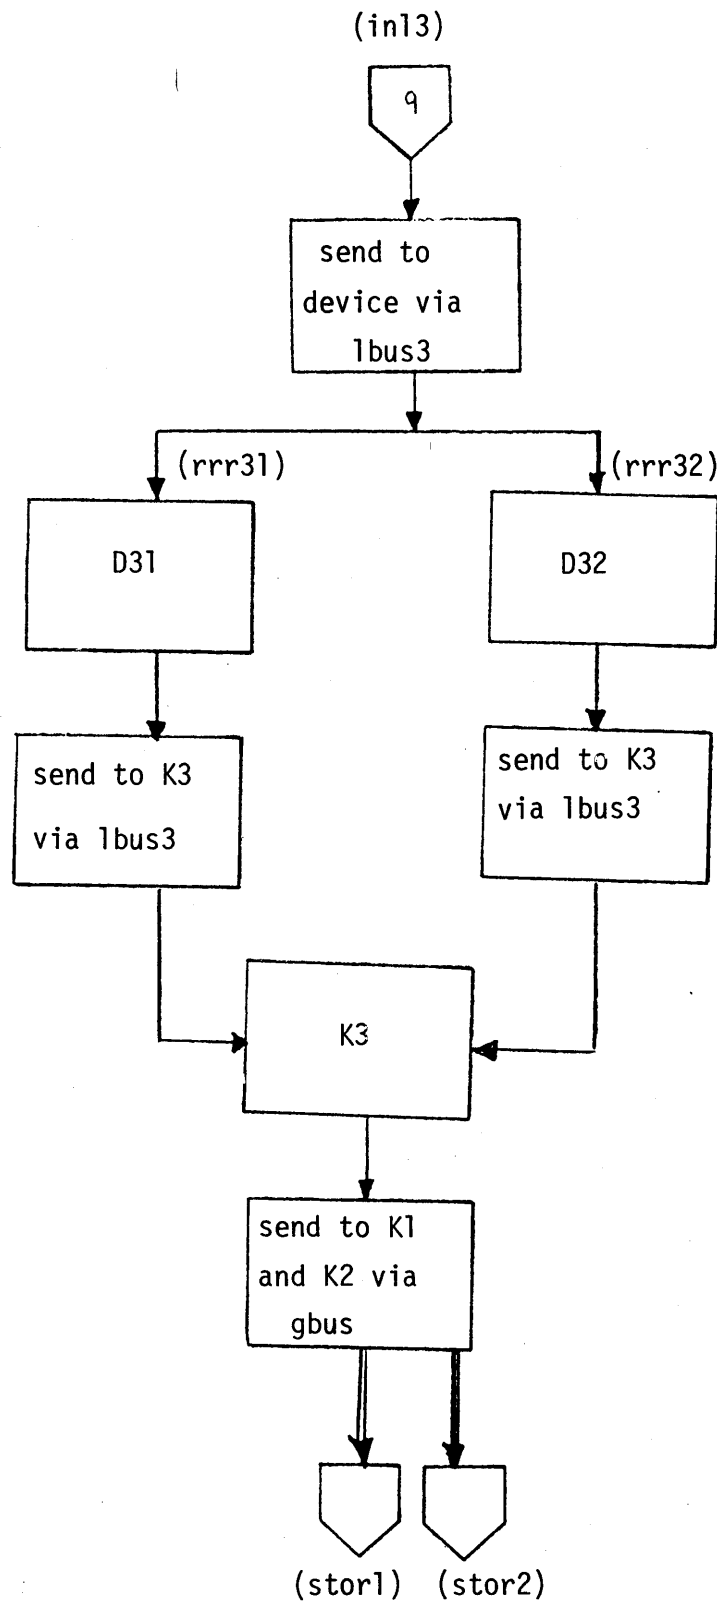 (inl3)
9
send to
device via
lbus3
(rrr31)
(rrr32)
D31
D32
send to K3
via lbus3
send to K3
via lbus3
K3
send to K1
and K2 via
gbus
(stor1)
(stor2)